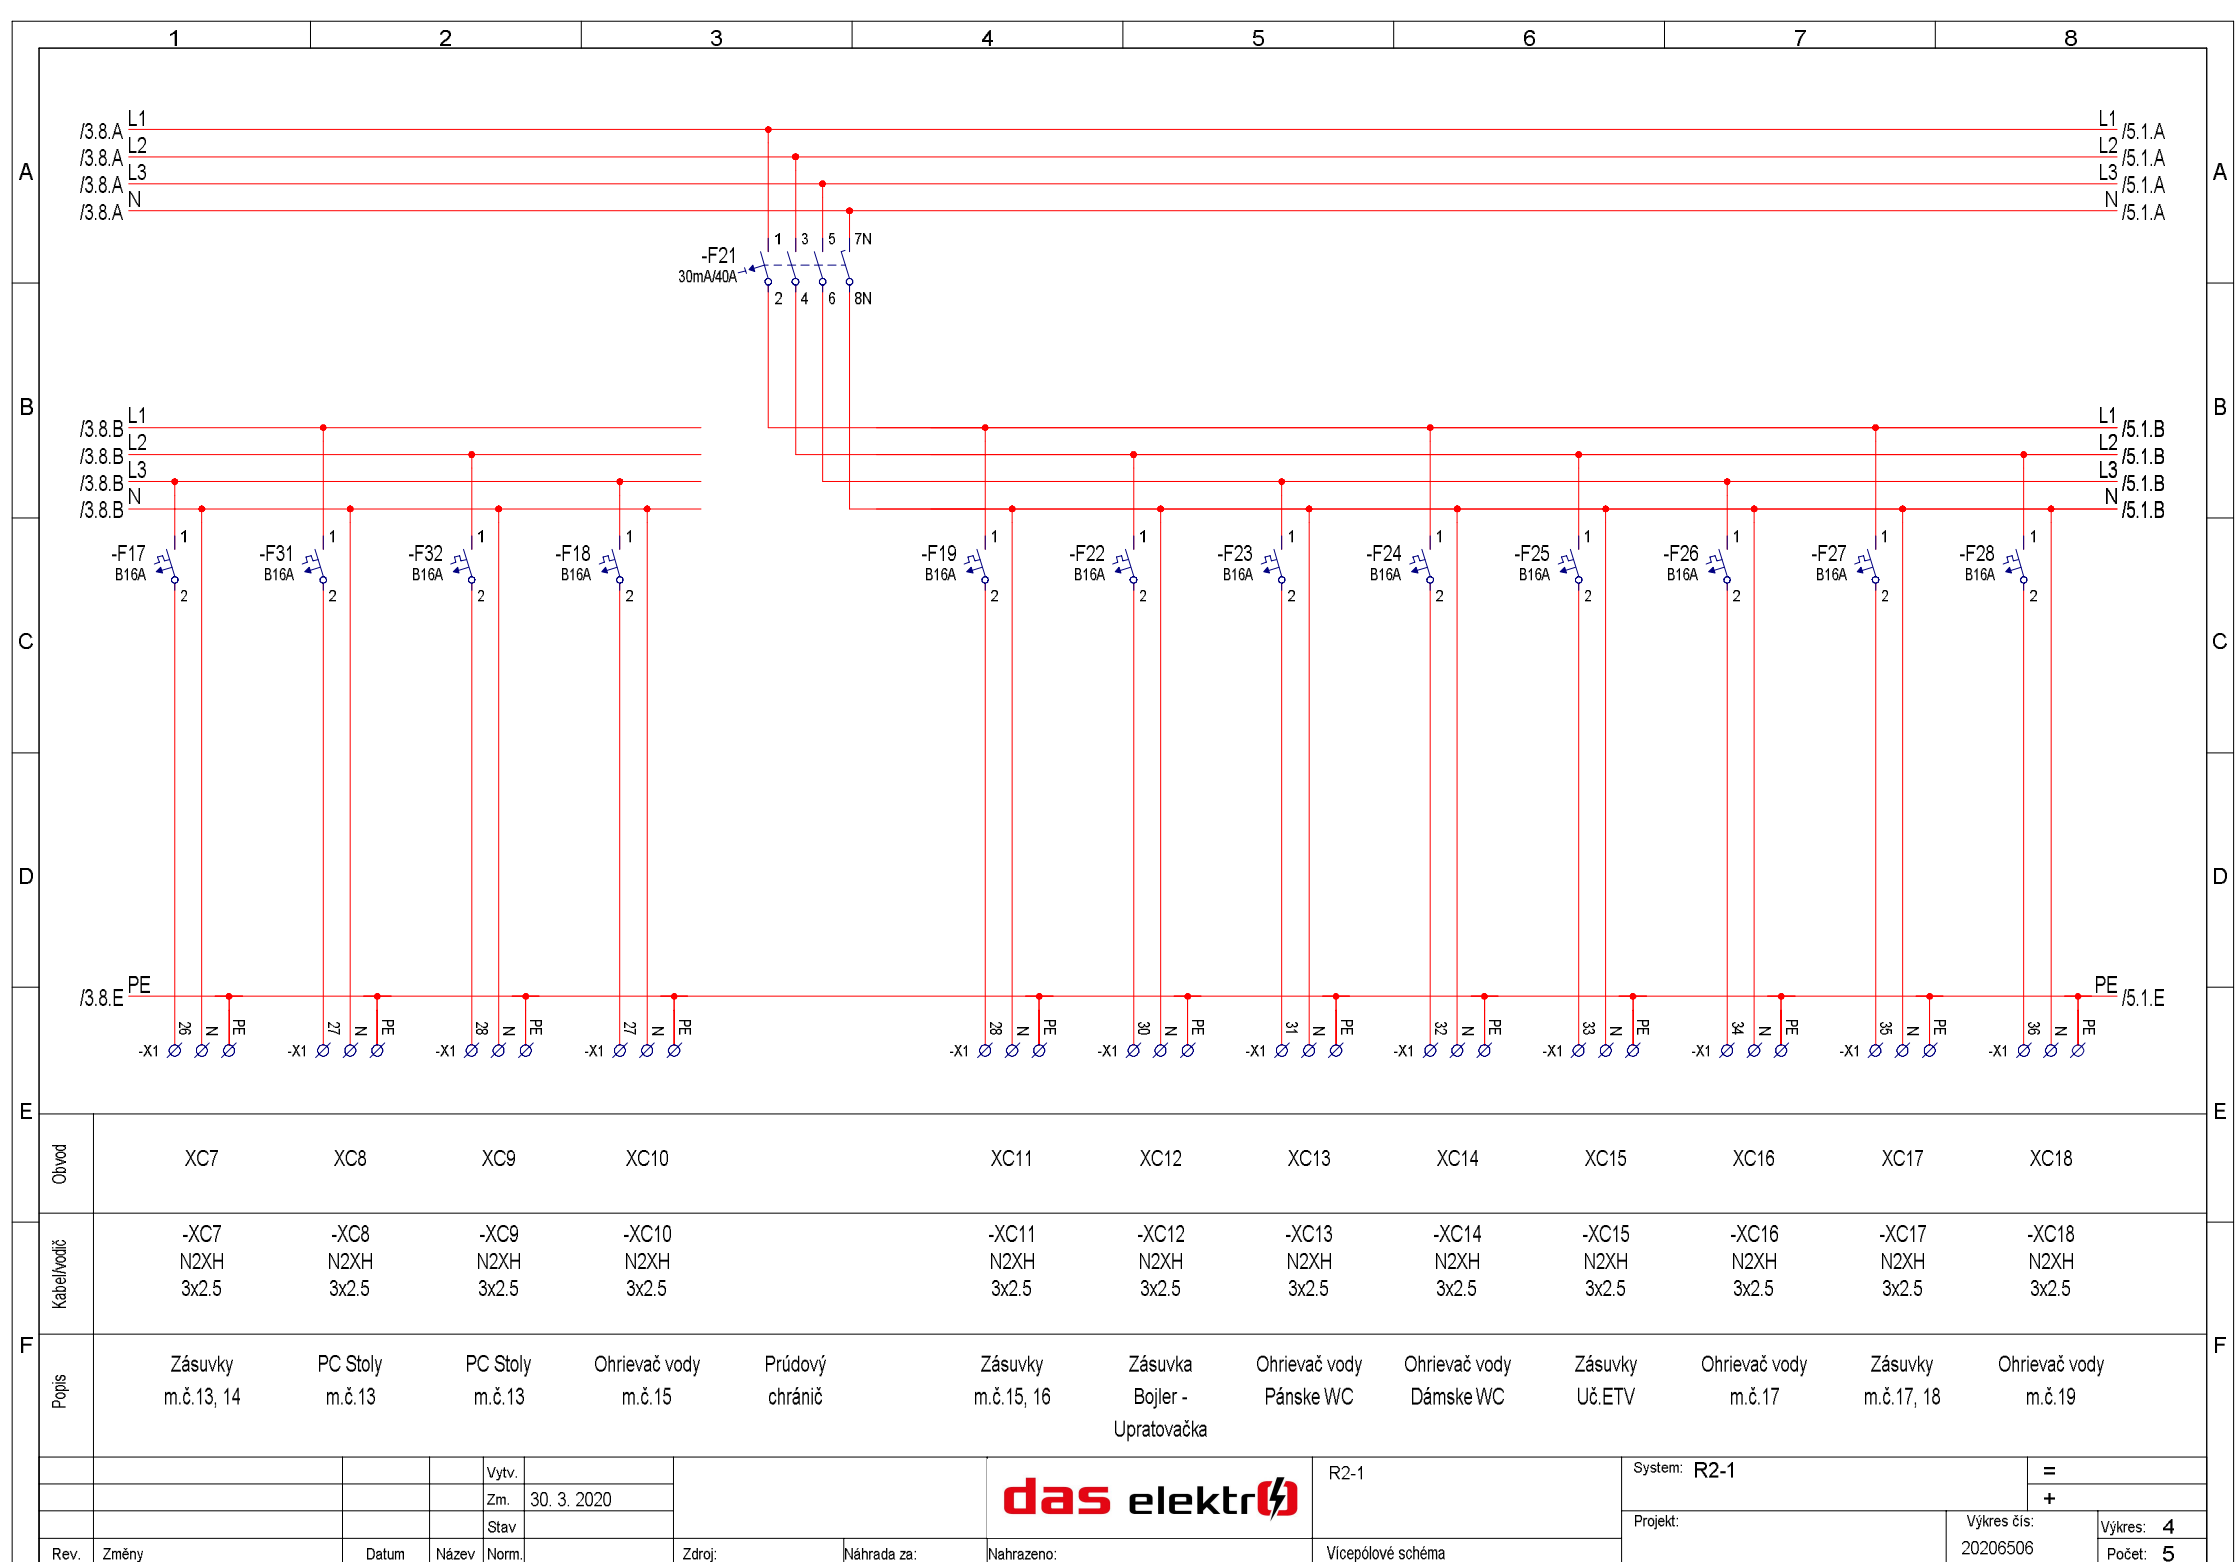 1 2 3 4 5 6 7 8
/3.8.A L1 L1 /5.1.A
/3.8.A L2 L2 /5.1.A
A /3.8.A L3 L3 /5.1.A A
/3.8.A N N /5.1.A
-F21 1 3 5 7N
30mA/40A
2 4 6 8N
B B
/3.8.B L1 L1 /5.1.B
/3.8.B L2 L2 /5.1.B
/3.8.B L3 L3 /5.1.B
/3.8.B N N /5.1.B
1 1 1 1 1 1 1 1 1 1 1 1
-F17 -F31 -F32 -F18 -F19 -F22 -F23 -F24 -F25 -F26 -F27 -F28
B16A B16A B16A B16A B16A B16A B16A B16A B16A B16A B16A B16A
2 2 2 2 2 2 2 2 2 2 2 2
C C
D D
/3.8.E PE PE /5.1.E
26 N PE 27 N PE 28 N PE 27 N PE 28 N PE 30 N PE 31 N PE 32 N PE 33 N PE 34 N PE 35 N PE 36 N PE
-X1 -X1 -X1 -X1 -X1 -X1 -X1 -X1 -X1 -X1 -X1 -X1
E E
Obvod XC7 XC8 XC9 XC10 XC11 XC12 XC13 XC14 XC15 XC16 XC17 XC18
Kabel/vodič -XC7 -XC8 -XC9 -XC10 -XC11 -XC12 -XC13 -XC14 -XC15 -XC16 -XC17 -XC18
N2XH N2XH N2XH N2XH N2XH N2XH N2XH N2XH N2XH N2XH N2XH N2XH
3x2.5 3x2.5 3x2.5 3x2.5 3x2.5 3x2.5 3x2.5 3x2.5 3x2.5 3x2.5 3x2.5 3x2.5
F F
Popis Zásuvky PC Stoly PC Stoly Ohrievač vody Prúdový Zásuvky Zásuvka Ohrievač vody Ohrievač vody Zásuvky Ohrievač vody Zásuvky Ohrievač vody
m.č.13, 14 m.č.13 m.č.13 m.č.15 chránič m.č.15, 16 Bojler - Pánske WC Dámske WC Uč.ETV m.č.17 m.č.17, 18 m.č.19
Upratovačka
Vytv. R2-1 System: R2-1 =
Zm. 30. 3. 2020 das elektro +
Stav Projekt: Výkres čís: Výkres: 4
20206506
Rev. Změny Datum Název Norm. Zdroj: Náhrada za: Nahrazeno: Vícepólové schéma Počet: 5